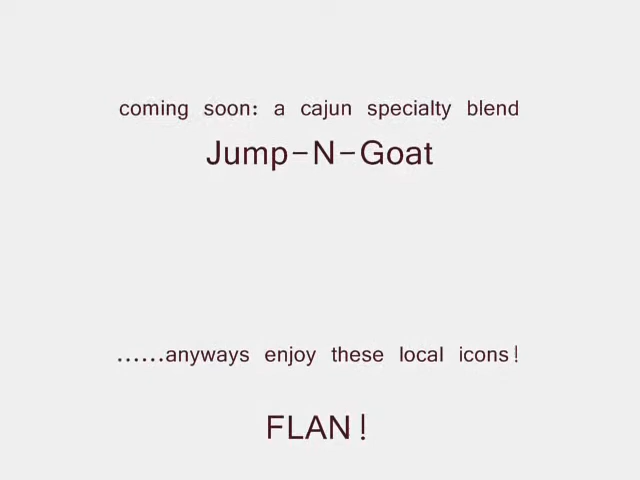 coming soon: a cajun specialty blend
Jump-N-Goat
......anyways enjoy these local icons!
FLAN!